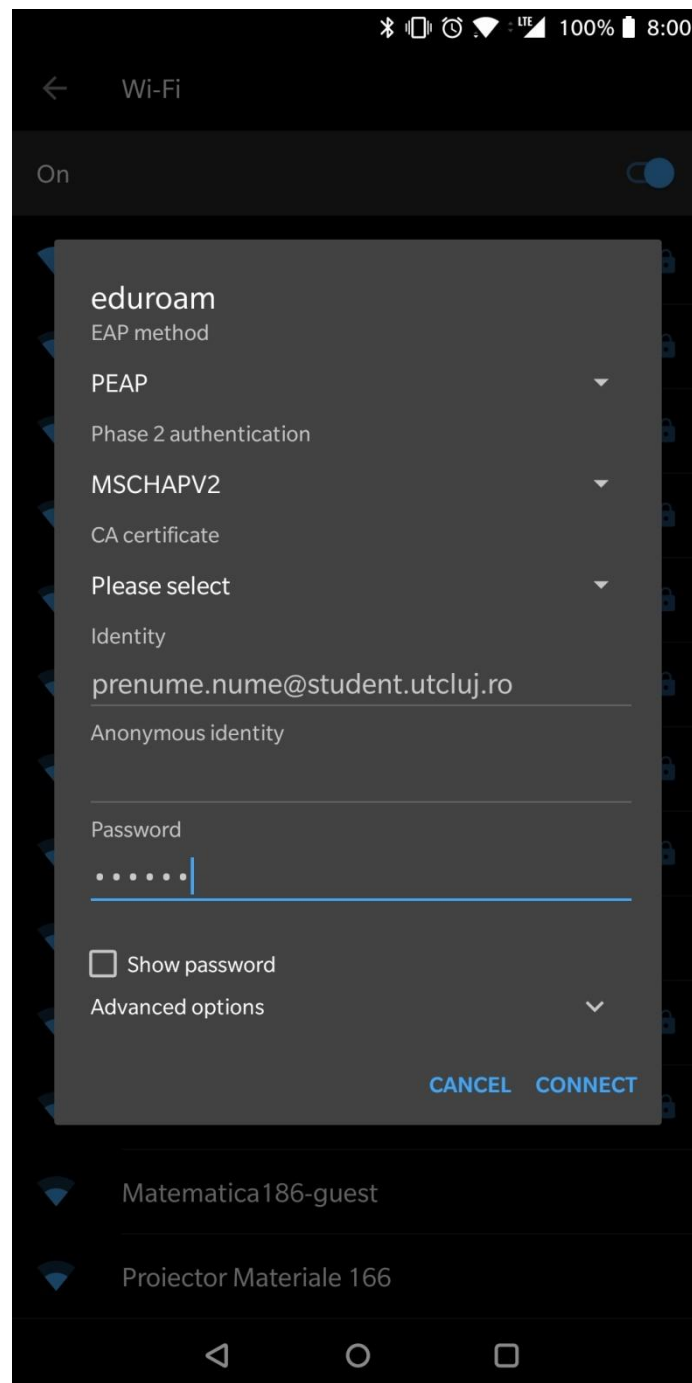 LTE 100% 8:00
Wi-Fi
On
eduroam
EAP method
PEAP
Phase 2 authentication
MSCHAPV2
CA certificate
Please select
Identity
prenume.nume@student.utcluj.ro
Anonymous identity
Password
••••••
Show password
Advanced options
CANCEL CONNECT
Matematica186-guest
Proiector Materiale 166